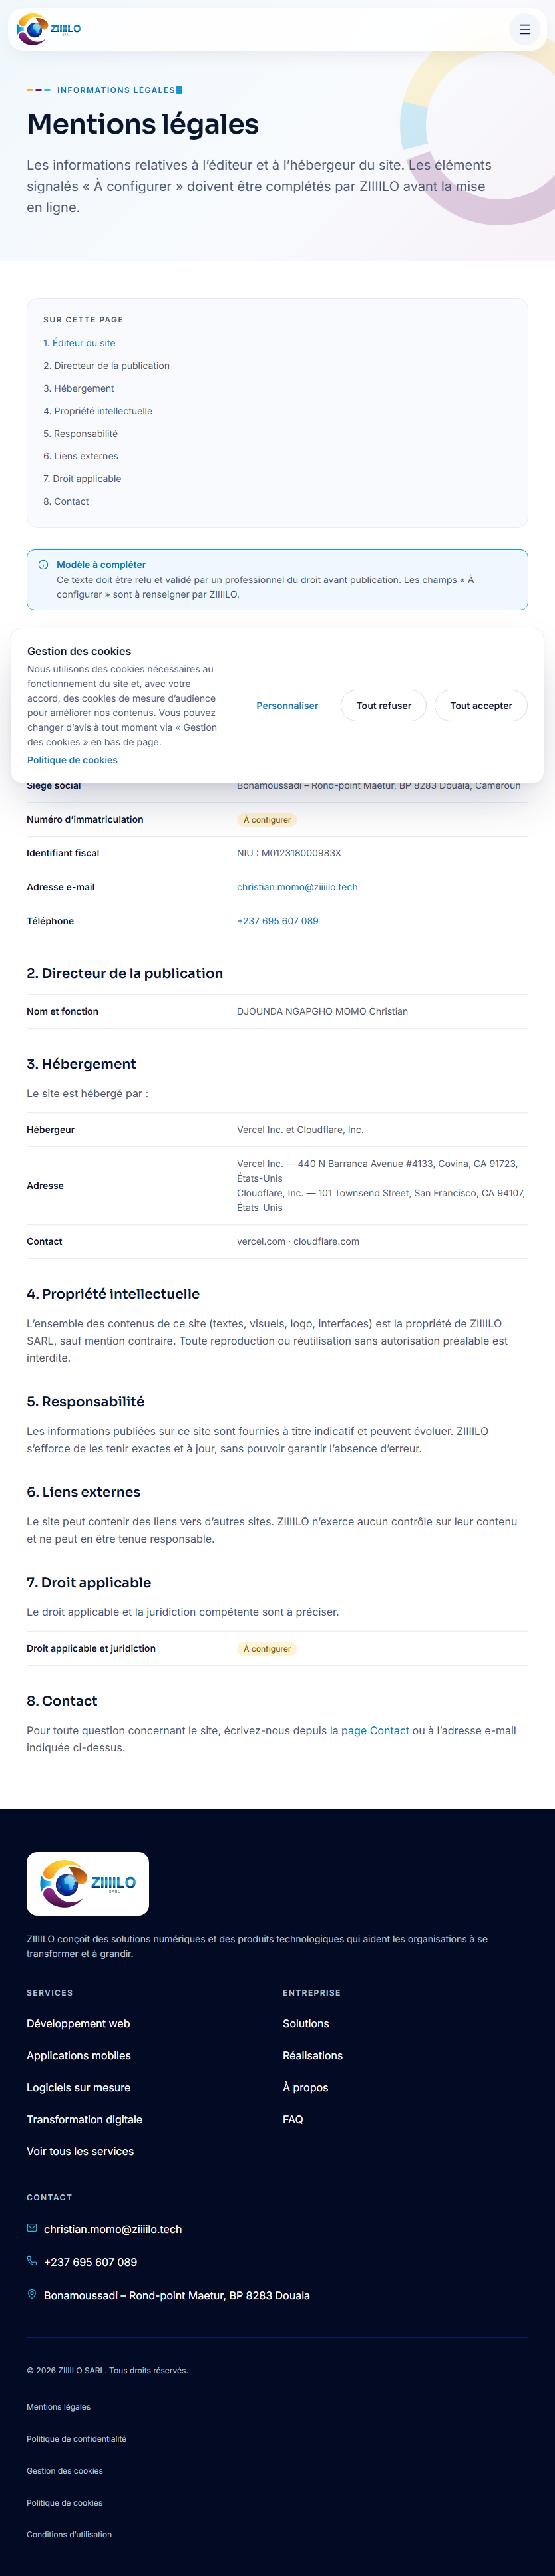 ZIIIILO
SARL
INFORMATIONS LÉGALES
Mentions légales
Les informations relatives à l’éditeur et à l’hébergeur du site. Les éléments
signalés « À configurer » doivent être complétés par ZIIIILO avant la mise
en ligne.
SUR CETTE PAGE
1. Éditeur du site
2. Directeur de la publication
3. Hébergement
4. Propriété intellectuelle
5. Responsabilité
6. Liens externes
7. Droit applicable
8. Contact
Modèle à compléter
Ce texte doit être relu et validé par un professionnel du droit avant publication. Les champs « À
configurer » sont à renseigner par ZIIIILO.
Gestion des cookies
Nous utilisons des cookies nécessaires au
fonctionnement du site et, avec votre
accord, des cookies de mesure d’audience
pour améliorer nos contenus. Vous pouvez
changer d’avis à tout moment via « Gestion
des cookies » en bas de page.
Politique de cookies
Personnaliser
Tout refuser
Tout accepter
Siège social
Bonamoussadi – Rond-point Maetur, BP 8283 Douala, Cameroun
Numéro d’immatriculation
À configurer
Identifiant fiscal
NIU : M012318000983X
Adresse e-mail
christian.momo@ziiiilo.tech
Téléphone
+237 695 607 089
2. Directeur de la publication
Nom et fonction
DJOUNDA NGAPGHO MOMO Christian
3. Hébergement
Le site est hébergé par :
Hébergeur
Vercel Inc. et Cloudflare, Inc.
Adresse
Vercel Inc. — 440 N Barranca Avenue #4133, Covina, CA 91723,
États-Unis
Cloudflare, Inc. — 101 Townsend Street, San Francisco, CA 94107,
États-Unis
Contact
vercel.com · cloudflare.com
4. Propriété intellectuelle
L’ensemble des contenus de ce site (textes, visuels, logo, interfaces) est la propriété de ZIIIILO
SARL, sauf mention contraire. Toute reproduction ou réutilisation sans autorisation préalable est
interdite.
5. Responsabilité
Les informations publiées sur ce site sont fournies à titre indicatif et peuvent évoluer. ZIIIILO
s’efforce de les tenir exactes et à jour, sans pouvoir garantir l’absence d’erreur.
6. Liens externes
Le site peut contenir des liens vers d’autres sites. ZIIIILO n’exerce aucun contrôle sur leur contenu
et ne peut en être tenue responsable.
7. Droit applicable
Le droit applicable et la juridiction compétente sont à préciser.
Droit applicable et juridiction
À configurer
8. Contact
Pour toute question concernant le site, écrivez-nous depuis la page Contact ou à l’adresse e-mail
indiquée ci-dessus.
ZIIIILO
SARL
ZIIIILO conçoit des solutions numériques et des produits technologiques qui aident les organisations à se
transformer et à grandir.
SERVICES
Développement web
Applications mobiles
Logiciels sur mesure
Transformation digitale
Voir tous les services
ENTREPRISE
Solutions
Réalisations
À propos
FAQ
CONTACT
christian.momo@ziiiilo.tech
+237 695 607 089
Bonamoussadi – Rond-point Maetur, BP 8283 Douala
© 2026 ZIIIILO SARL. Tous droits réservés.
Mentions légales
Politique de confidentialité
Gestion des cookies
Politique de cookies
Conditions d’utilisation